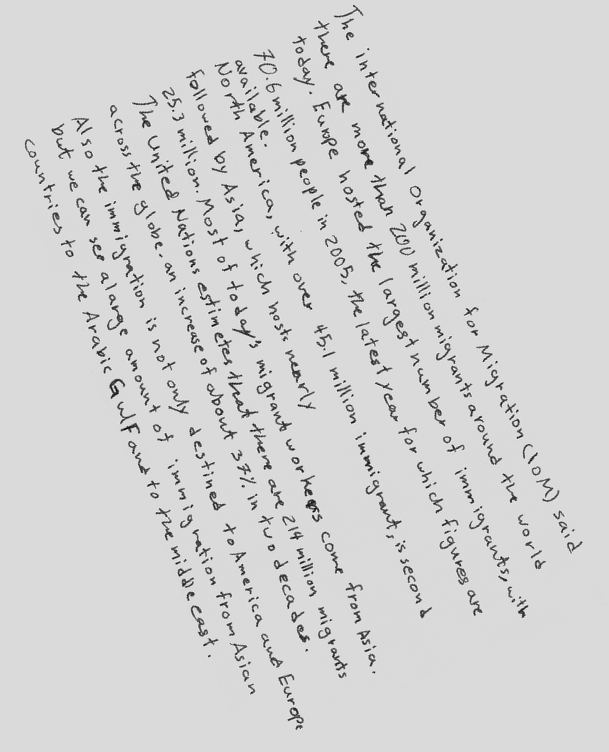 The international Organization for Migration (IOM) said
there are more than 200 million migrants around the world
today. Europe hosted the largest number of immigrants, with
70.6 million people in 2005, the latest year for which figures are
available.
North America, with over 45.1 million immigrants, is second
followed by Asia, which hosts nearly
25.3 million. Most of today's migrant workers come from Asia.
The United Nations estimetes that there are 214 million migrants
across the globe. an increase of about 37% in two decades.
Also the immigration is not only destined to America and Europe
but we can see a large amount of immigration from Asian
countries to the Arabic Gulf and to the middle east.